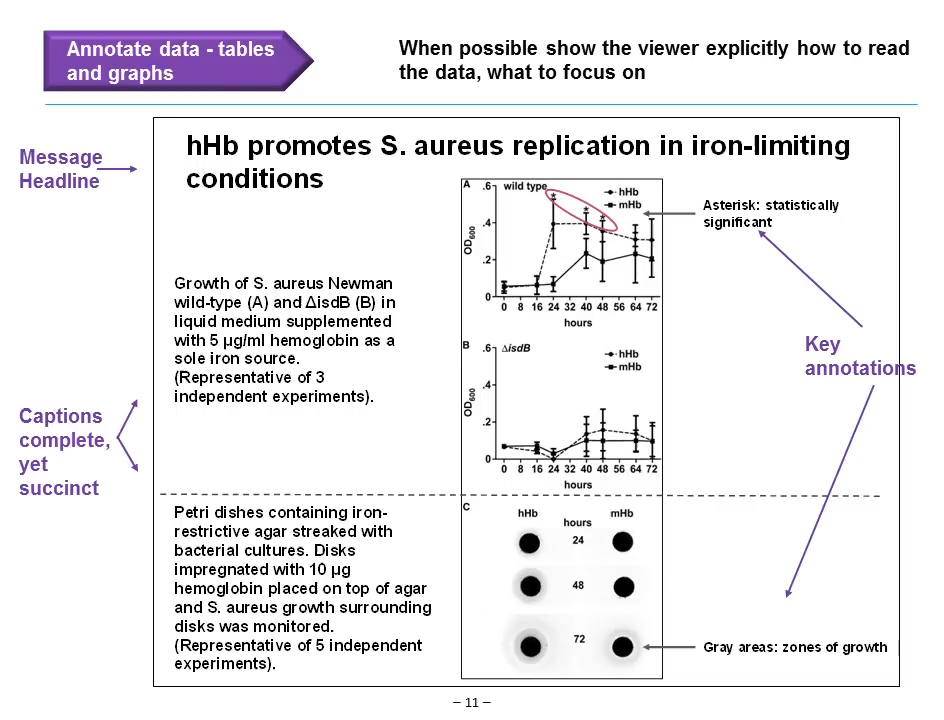 Annotate data - tables
and graphs
When possible show the viewer explicitly how to read
the data, what to focus on
Message
Headline
hHb promotes S. aureus replication in iron-limiting
conditions
A
wild type
hHb
mHb
OD600
.6
.4
.2
0
0 8 16 24 32 40 48 56 64 72
hours
* * *
Asterisk: statistically
significant
Growth of S. aureus Newman
wild-type (A) and ΔisdB (B) in
liquid medium supplemented
with 5 µg/ml hemoglobin as a
sole iron source.
(Representative of 3
independent experiments).
B
ΔisdB
hHb
mHb
OD600
.6
.4
.2
0
0 8 16 24 32 40 48 56 64 72
hours
Key
annotations
Captions
complete,
yet
succinct
Petri dishes containing iron-
restrictive agar streaked with
bacterial cultures. Disks
impregnated with 10 µg
hemoglobin placed on top of agar
and S. aureus growth surrounding
disks was monitored.
(Representative of 5 independent
experiments).
C
hHb
mHb
hours
24
48
72
Gray areas: zones of growth
– 11 –